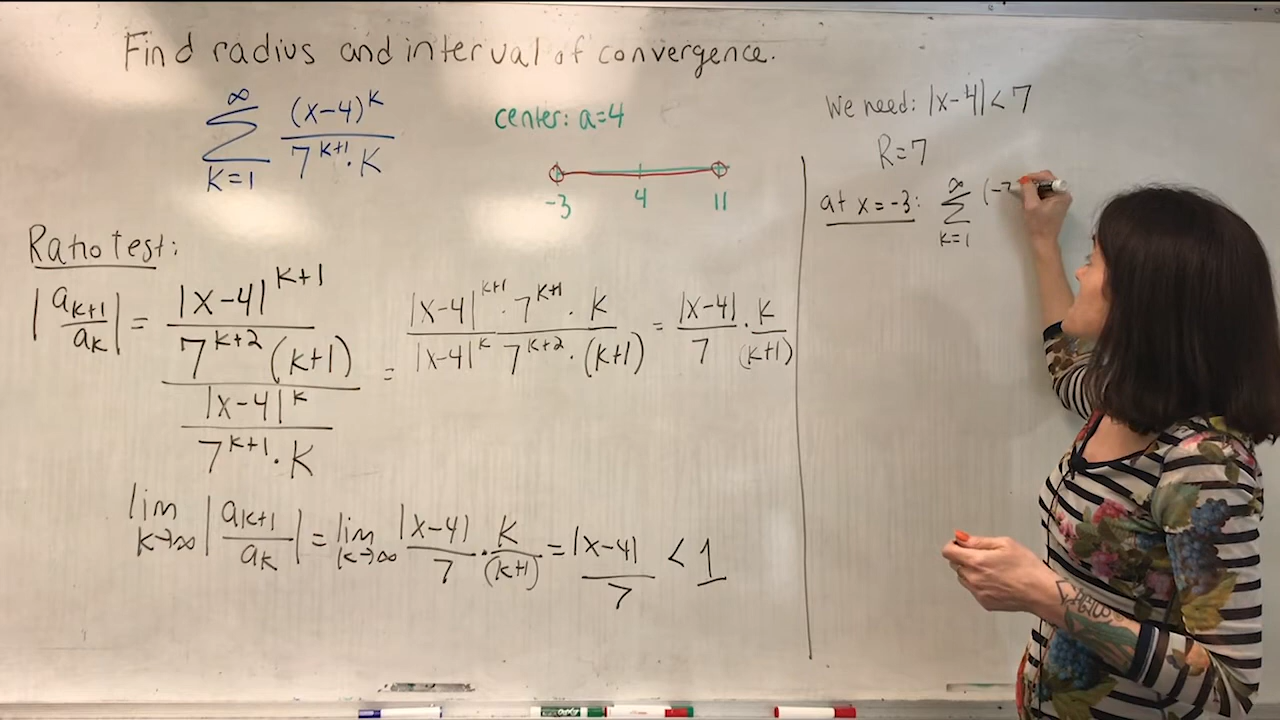 Find radius and interval of convergence.
∞
∑ (x-4)^k / 7^(k+1) · k
k=1
center: a=4
-3 4 11
Ratio test:
|a_(k+1) / a_k| = (|x-4|^(k+1) / 7^(k+2) (k+1)) / (|x-4|^k / 7^(k+1) · k) = |x-4|^(k+1) · 7^(k+1) · k / |x-4|^k 7^(k+2) · (k+1) = |x-4| / 7 · k / (k+1)
lim k→∞ |a_(k+1) / a_k| = lim k→∞ |x-4| / 7 · k / (k+1) = |x-4| / 7 < 1
We need: |x-4| < 7
R=7
at x = -3: ∞ ∑ k=1 (-7